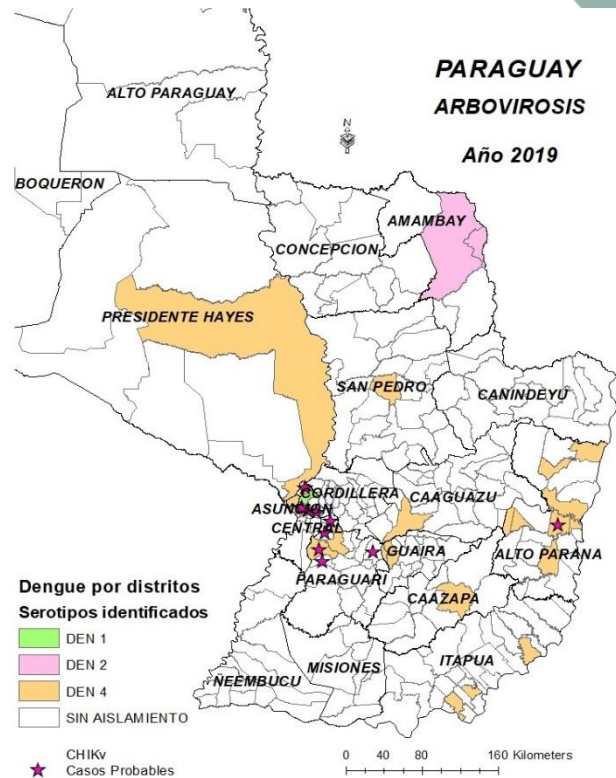 PARAGUAY
ARBOVIROSIS
Año 2019
N
ALTO PARAGUAY
BOQUERON
AMAMBAY
CONCEPCION
PRESIDENTE HAYES
SAN PEDRO
CANINDEYÚ
CORDILLERA
CAAGUAZU
ASUNCION
CENTRAL
ALTO PARANA
GUAIRA
PARAGUARI
CAAZAPA
ITAPUA
MISIONES
ÑEEMBUCU
Dengue por distritos
Serotipos identificados
DEN 1
DEN 2
DEN 4
SIN AISLAMIENTO
CHIKv
Casos Probables
0 40 80 160 Kilometers